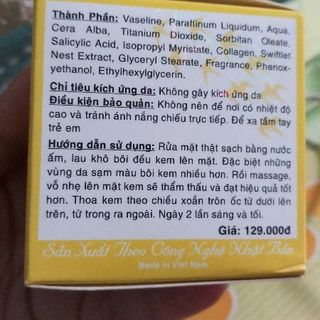 Thành Phần: Vaseline, Paraflinum Liquidum, Aqua,
Cera Alba, Titanium Dioxide, Sorbitan Oleate,
Salicylic Acid, Isopropyl Myristate, Collagen, Swiftlet
Nest Extract, Glyceryl Stearate, Fragrance, Phenox-
yethanol, Ethylhexylglycerin.
Chỉ tiêu kích ứng da: Không gây kích ứng da
Điều kiện bảo quản: Không nên để nơi có nhiệt độ
cao và tránh ánh nắng chiếu trực tiếp. Để xa tầm tay
trẻ em
Hướng dẫn sử dụng: Rửa mặt thật sạch bằng nước
ấm, lau khô bôi đều kem lên mặt. Đặc biệt những
vùng da sạm màu bôi kem nhiều hơn. Rồi massage,
vỗ nhẹ lên mặt kem sẽ thẩm thấu và đạt hiệu quả tốt
hơn. Thoa kem theo chiều xoắn trôn ốc từ dưới lên
trên, từ trong ra ngoài. Ngày 2 lần sáng và tối.
Giá: 129.000đ
Sản Xuất Theo Công Nghệ Nhật Bản
Made in Viet Nam